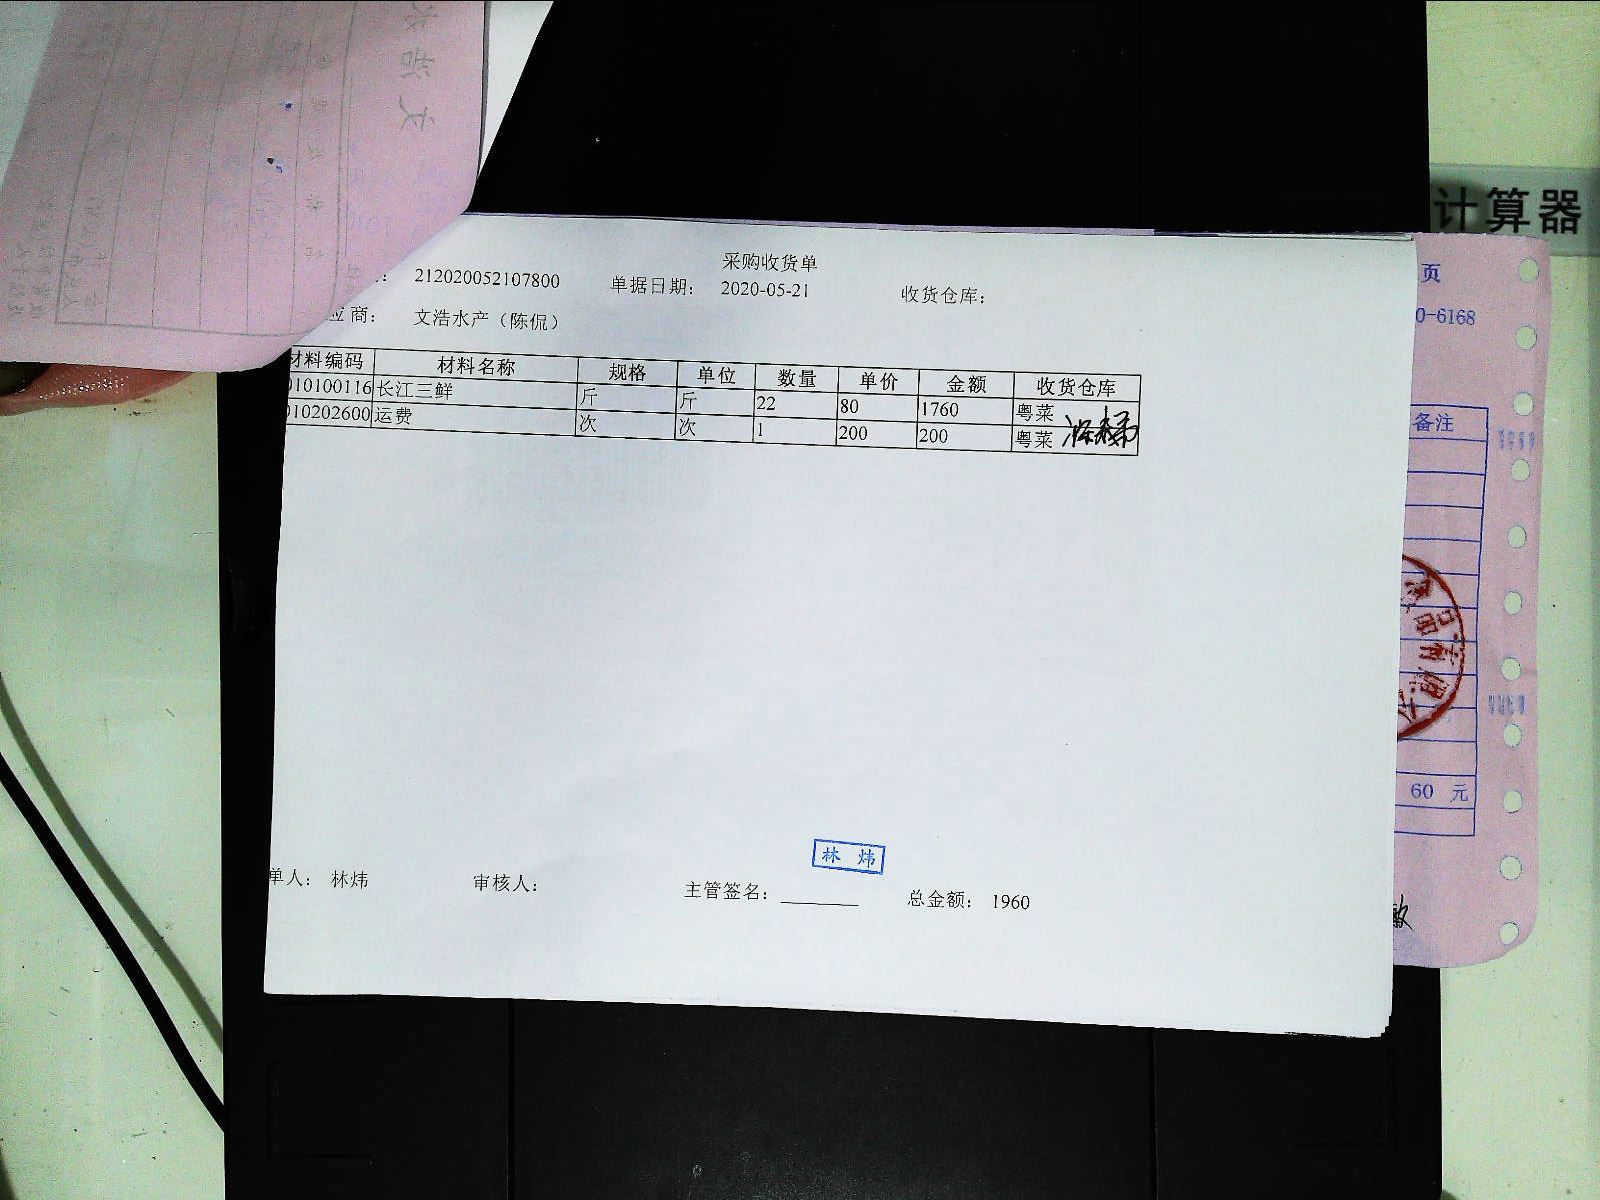 计算器
采购收货单
212020052107800 单据日期： 2020-05-21 收货仓库：
应商： 文浩水产（陈侃）
材料编码 材料名称 规格 单位 数量 单价 金额 收货仓库
010100116 长江三鲜 斤 斤 22 80 1760 粤菜
010202600 运费 次 次 1 200 200 粤菜
林炜
单人： 林炜 审核人： 主管签名： 总金额： 1960
页
0-6168
备注
60 元